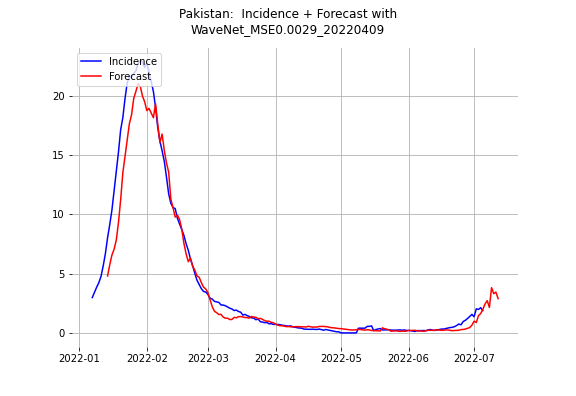 Pakistan:  Incidence + Forecast with
WaveNet_MSE0.0029_20220409
Incidence
Forecast
20
15
10
5
0
2022-01 2022-02 2022-03 2022-04 2022-05 2022-06 2022-07